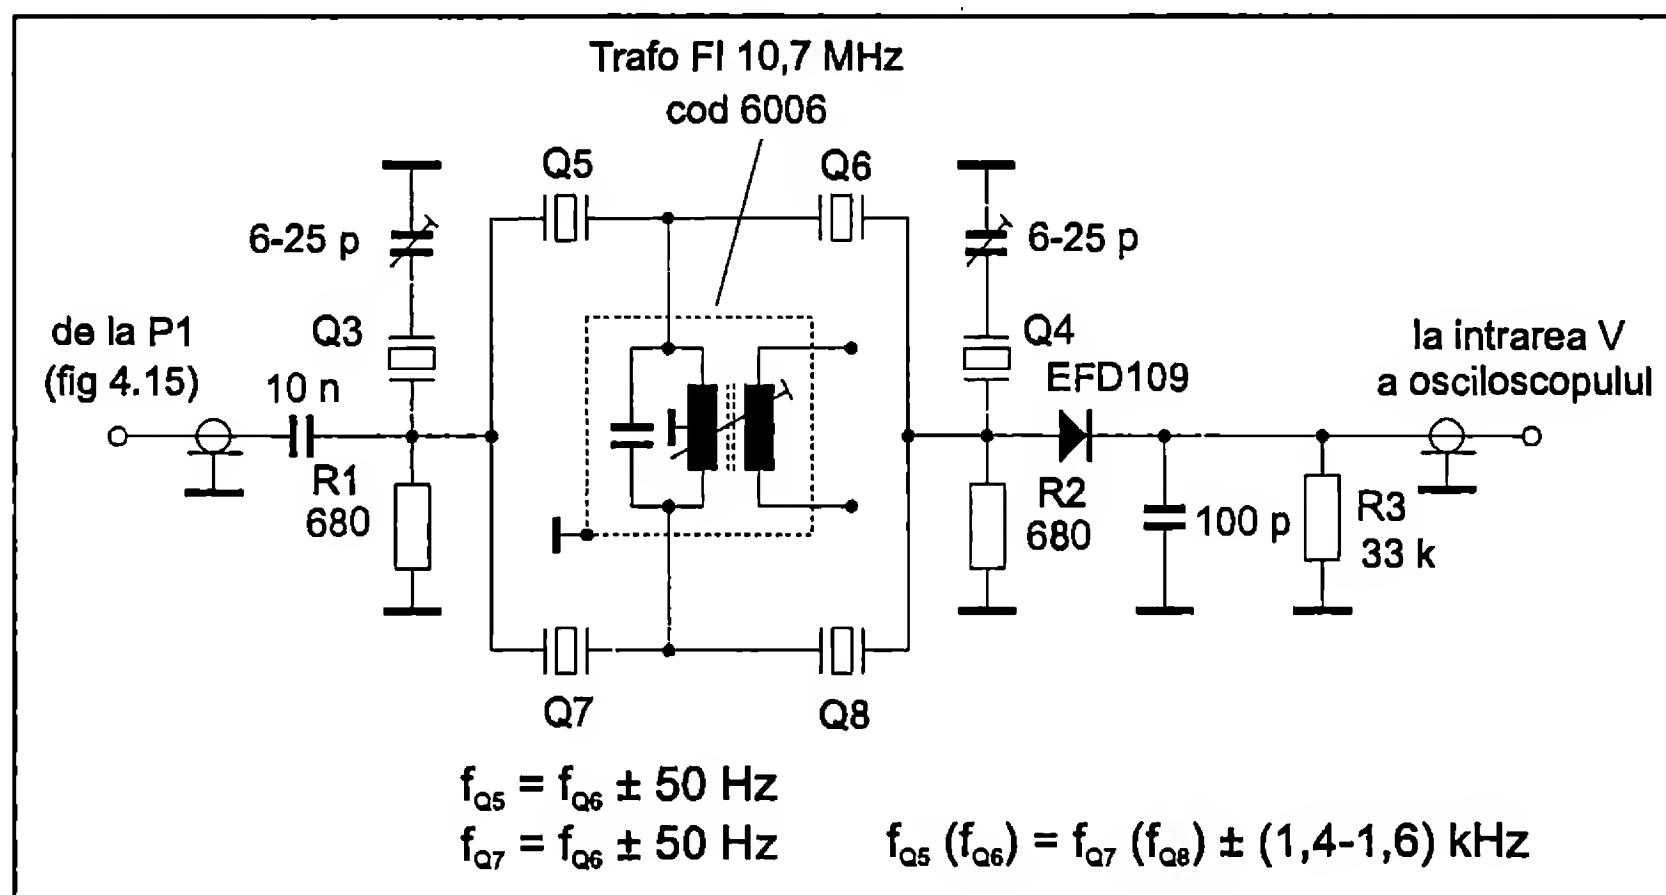 Trafo FI 10,7 MHz
cod 6006
Q5
Q6
6-25 p
6-25 p
de la P1
(fig 4.15)
Q3
Q4
la intrarea V
a osciloscopului
10 n
EFD109
R1
680
R2
680
100 p
R3
33 k
Q7
Q8
fQ5 = fQ6 ± 50 Hz
fQ7 = fQ6 ± 50 Hz
fQ5 (fQ6) = fQ7 (fQ8) ± (1,4-1,6) kHz